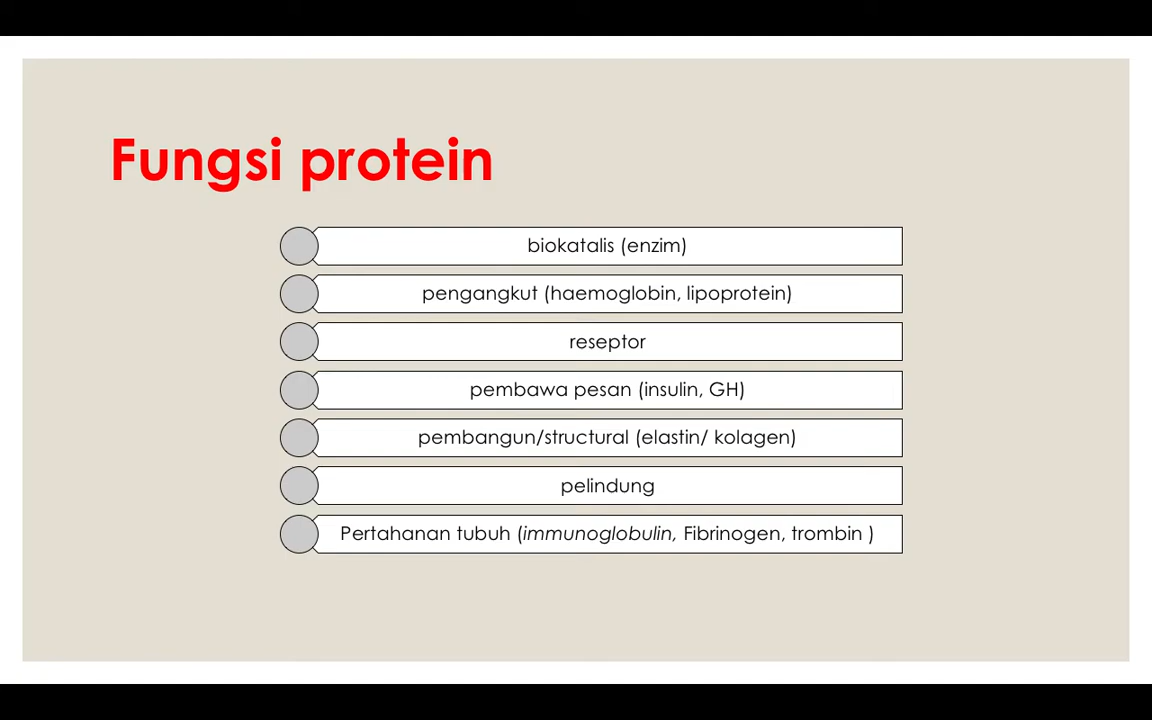 Fungsi protein
biokatalis (enzim)
pengangkut (haemoglobin, lipoprotein)
reseptor
pembawa pesan (insulin, GH)
pembangun/structural (elastin/ kolagen)
pelindung
Pertahanan tubuh (immunoglobulin, Fibrinogen, trombin )